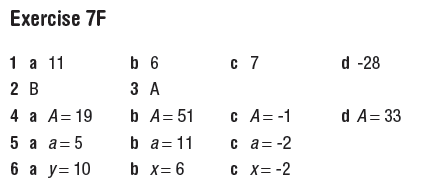 Exercise 7F
1 a 11 b 6 c 7 d -28
2 B 3 A
4 a A = 19 b A = 51 c A = -1 d A = 33
5 a a = 5 b a = 11 c a = -2
6 a y = 10 b x = 6 c x = -2